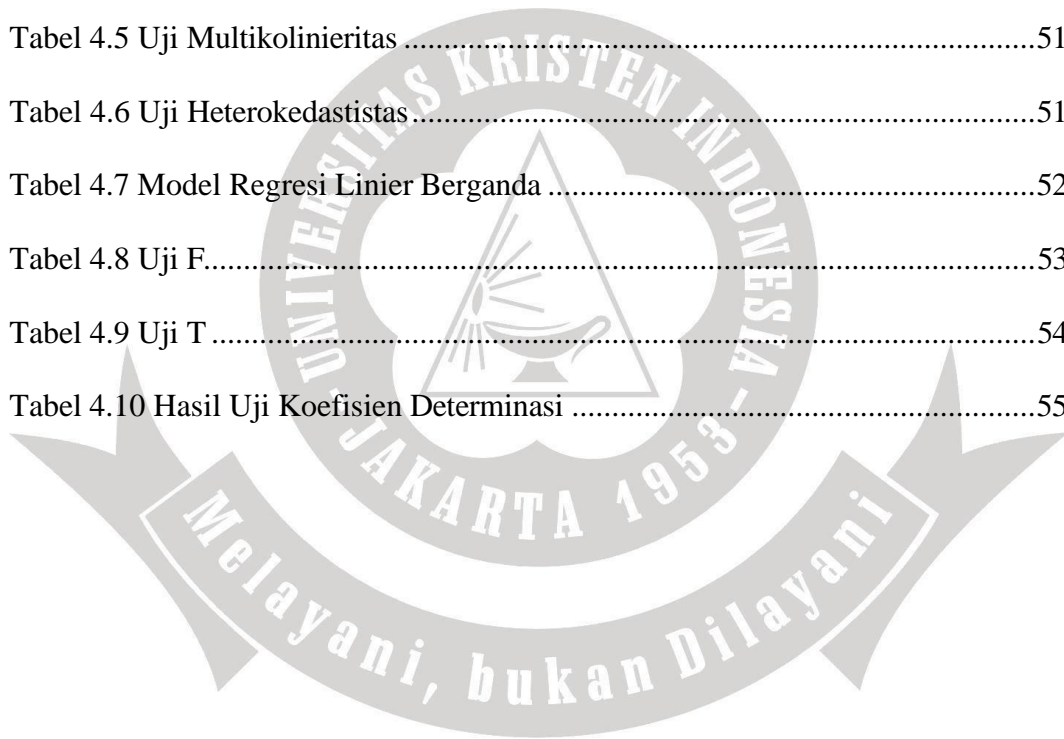 Tabel 4.5 Uji Multikolinieritas ..........................................................................51
Tabel 4.6 Uji Heterokedastistas..........................................................................51
Tabel 4.7 Model Regresi Linier Berganda ..........................................................52
Tabel 4.8 Uji F....................................................................................................53
Tabel 4.9 Uji T ...................................................................................................54
Tabel 4.10 Hasil Uji Koefisien Determinasi .......................................................55
- UNIVERSITAS KRISTEN INDONESIA -
JAKARTA 1953
Melayani, bukan Dilayani